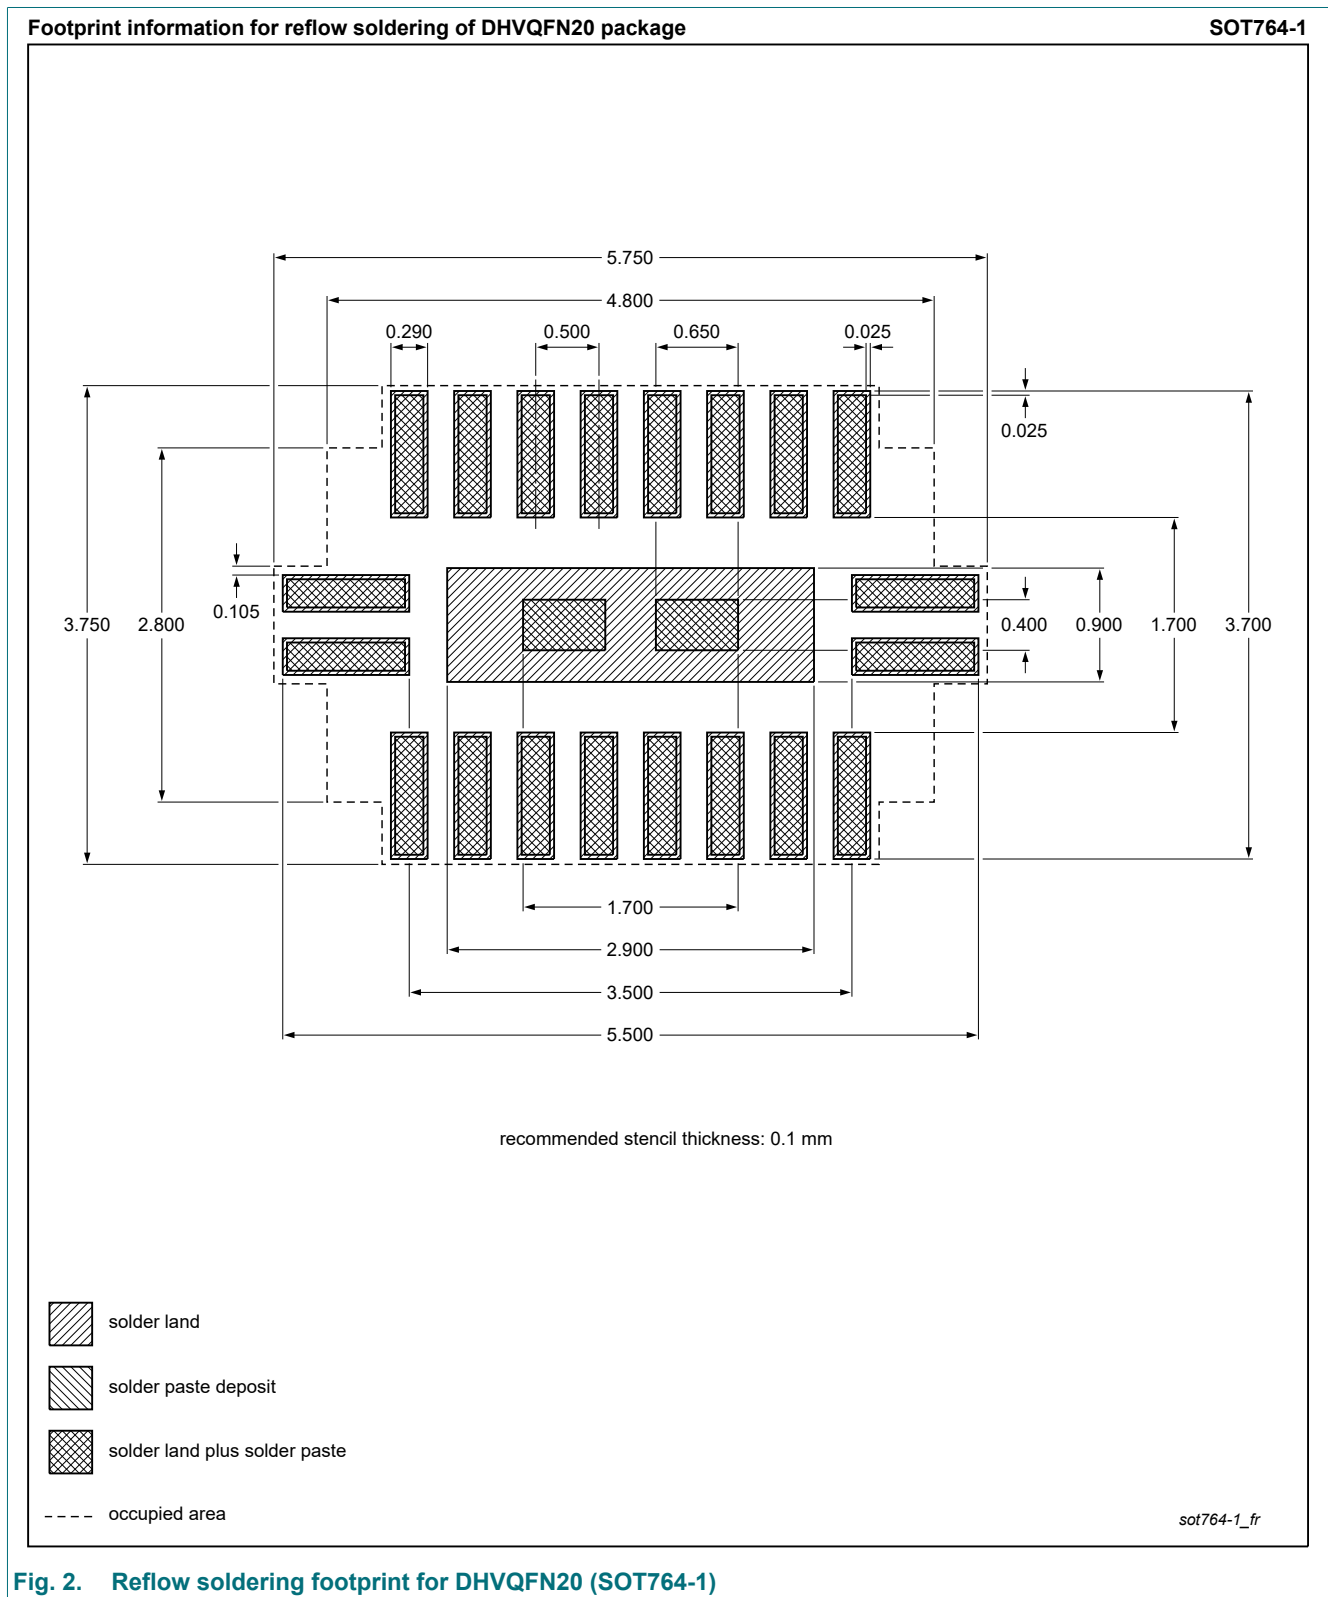 Footprint information for reflow soldering of DHVQFN20 package SOT764-1
5.750
4.800
0.290 0.500 0.650 0.025
0.025
0.105
3.750 2.800 0.400 0.900 1.700 3.700
1.700
2.900
3.500
5.500
recommended stencil thickness: 0.1 mm
solder land
solder paste deposit
solder land plus solder paste
occupied area
sot764-1_fr
Fig. 2. Reflow soldering footprint for DHVQFN20 (SOT764-1)